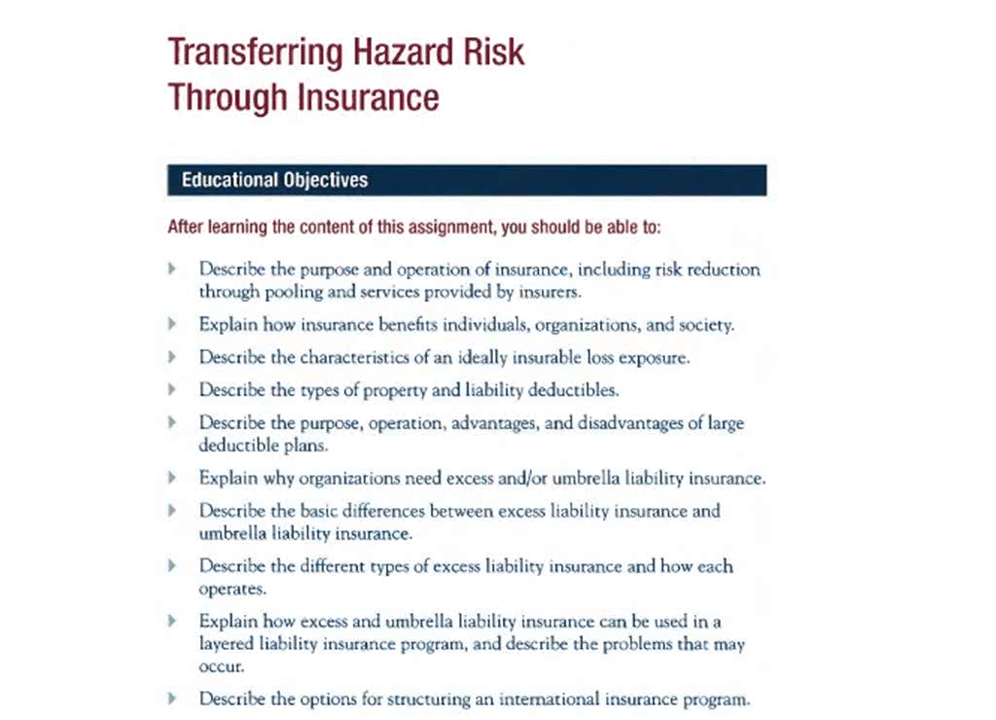 Transferring Hazard Risk
Through Insurance
Educational Objectives
After learning the content of this assignment, you should be able to:
Describe the purpose and operation of insurance, including risk reduction
through pooling and services provided by insurers.
Explain how insurance benefits individuals, organizations, and society.
Describe the characteristics of an ideally insurable loss exposure.
Describe the types of property and liability deductibles.
Describe the purpose, operation, advantages, and disadvantages of large
deductible plans.
Explain why organizations need excess and/or umbrella liability insurance.
Describe the basic differences between excess liability insurance and
umbrella liability insurance.
Describe the different types of excess liability insurance and how each
operates.
Explain how excess and umbrella liability insurance can be used in a
layered liability insurance program, and describe the problems that may
occur.
Describe the options for structuring an international insurance program.